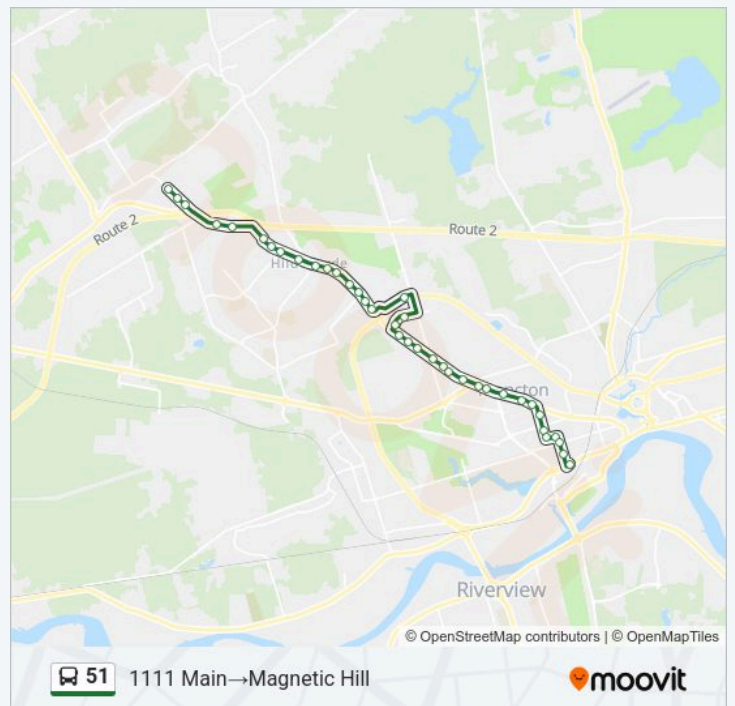 Route 2
Route 2
Riverview
© OpenStreetMap contributors | © OpenMapTiles
51 1111 Main→Magnetic Hill
moovit